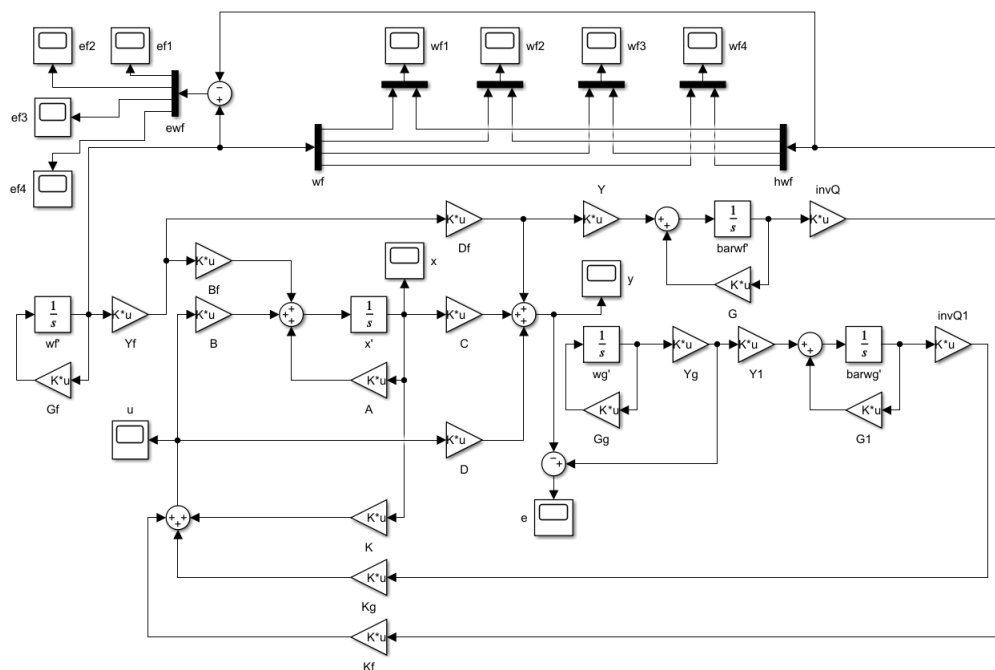 ef2
ef1
wf1
wf2
wf3
wf4
ef3
ewf
−
+
ef4
wf
hwf
Y
invQ
K*u
Df
K*u
+
+
1
s
barwf'
K*u
K*u
Bf
x
K*u
G
y
1
s
wf'
K*u
Yf
K*u
B
+
+
+
1
s
x'
K*u
C
+
+
+
1
s
wg'
K*u
Yg
K*u
Y1
+
+
1
s
barwg'
invQ1
K*u
K*u
Gf
K*u
A
K*u
Gg
K*u
G1
u
K*u
D
−
+
e
+
+
+
K*u
K
K*u
Kg
K*u
Kf